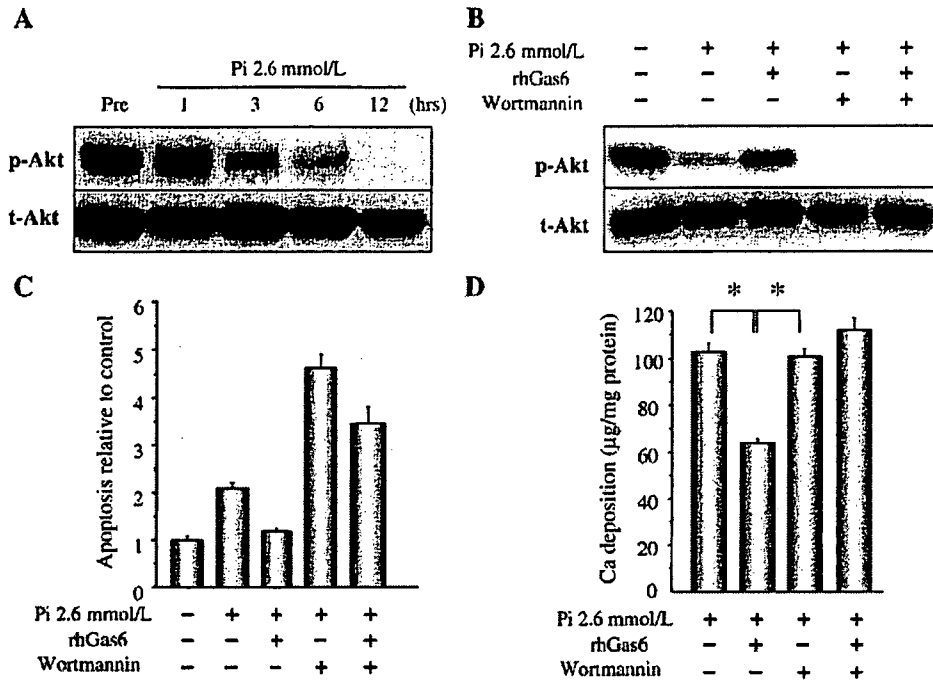 A
Pi 2.6 mmol/L
Pre 1 3 6 12 (hrs)
p-Akt
t-Akt
B
Pi 2.6 mmol/L – + + + +
rhGas6 – – + – +
Wortmannin – – – + +
p-Akt
t-Akt
C
Apoptosis relative to control
6
5
4
3
2
1
0
Pi 2.6 mmol/L – + + + +
rhGas6 – – + – +
Wortmannin – – – + +
D
* *
Ca deposition (µg/mg protein)
120
100
80
60
40
20
0
Pi 2.6 mmol/L + + + +
rhGas6 – + – +
Wortmannin – – + +